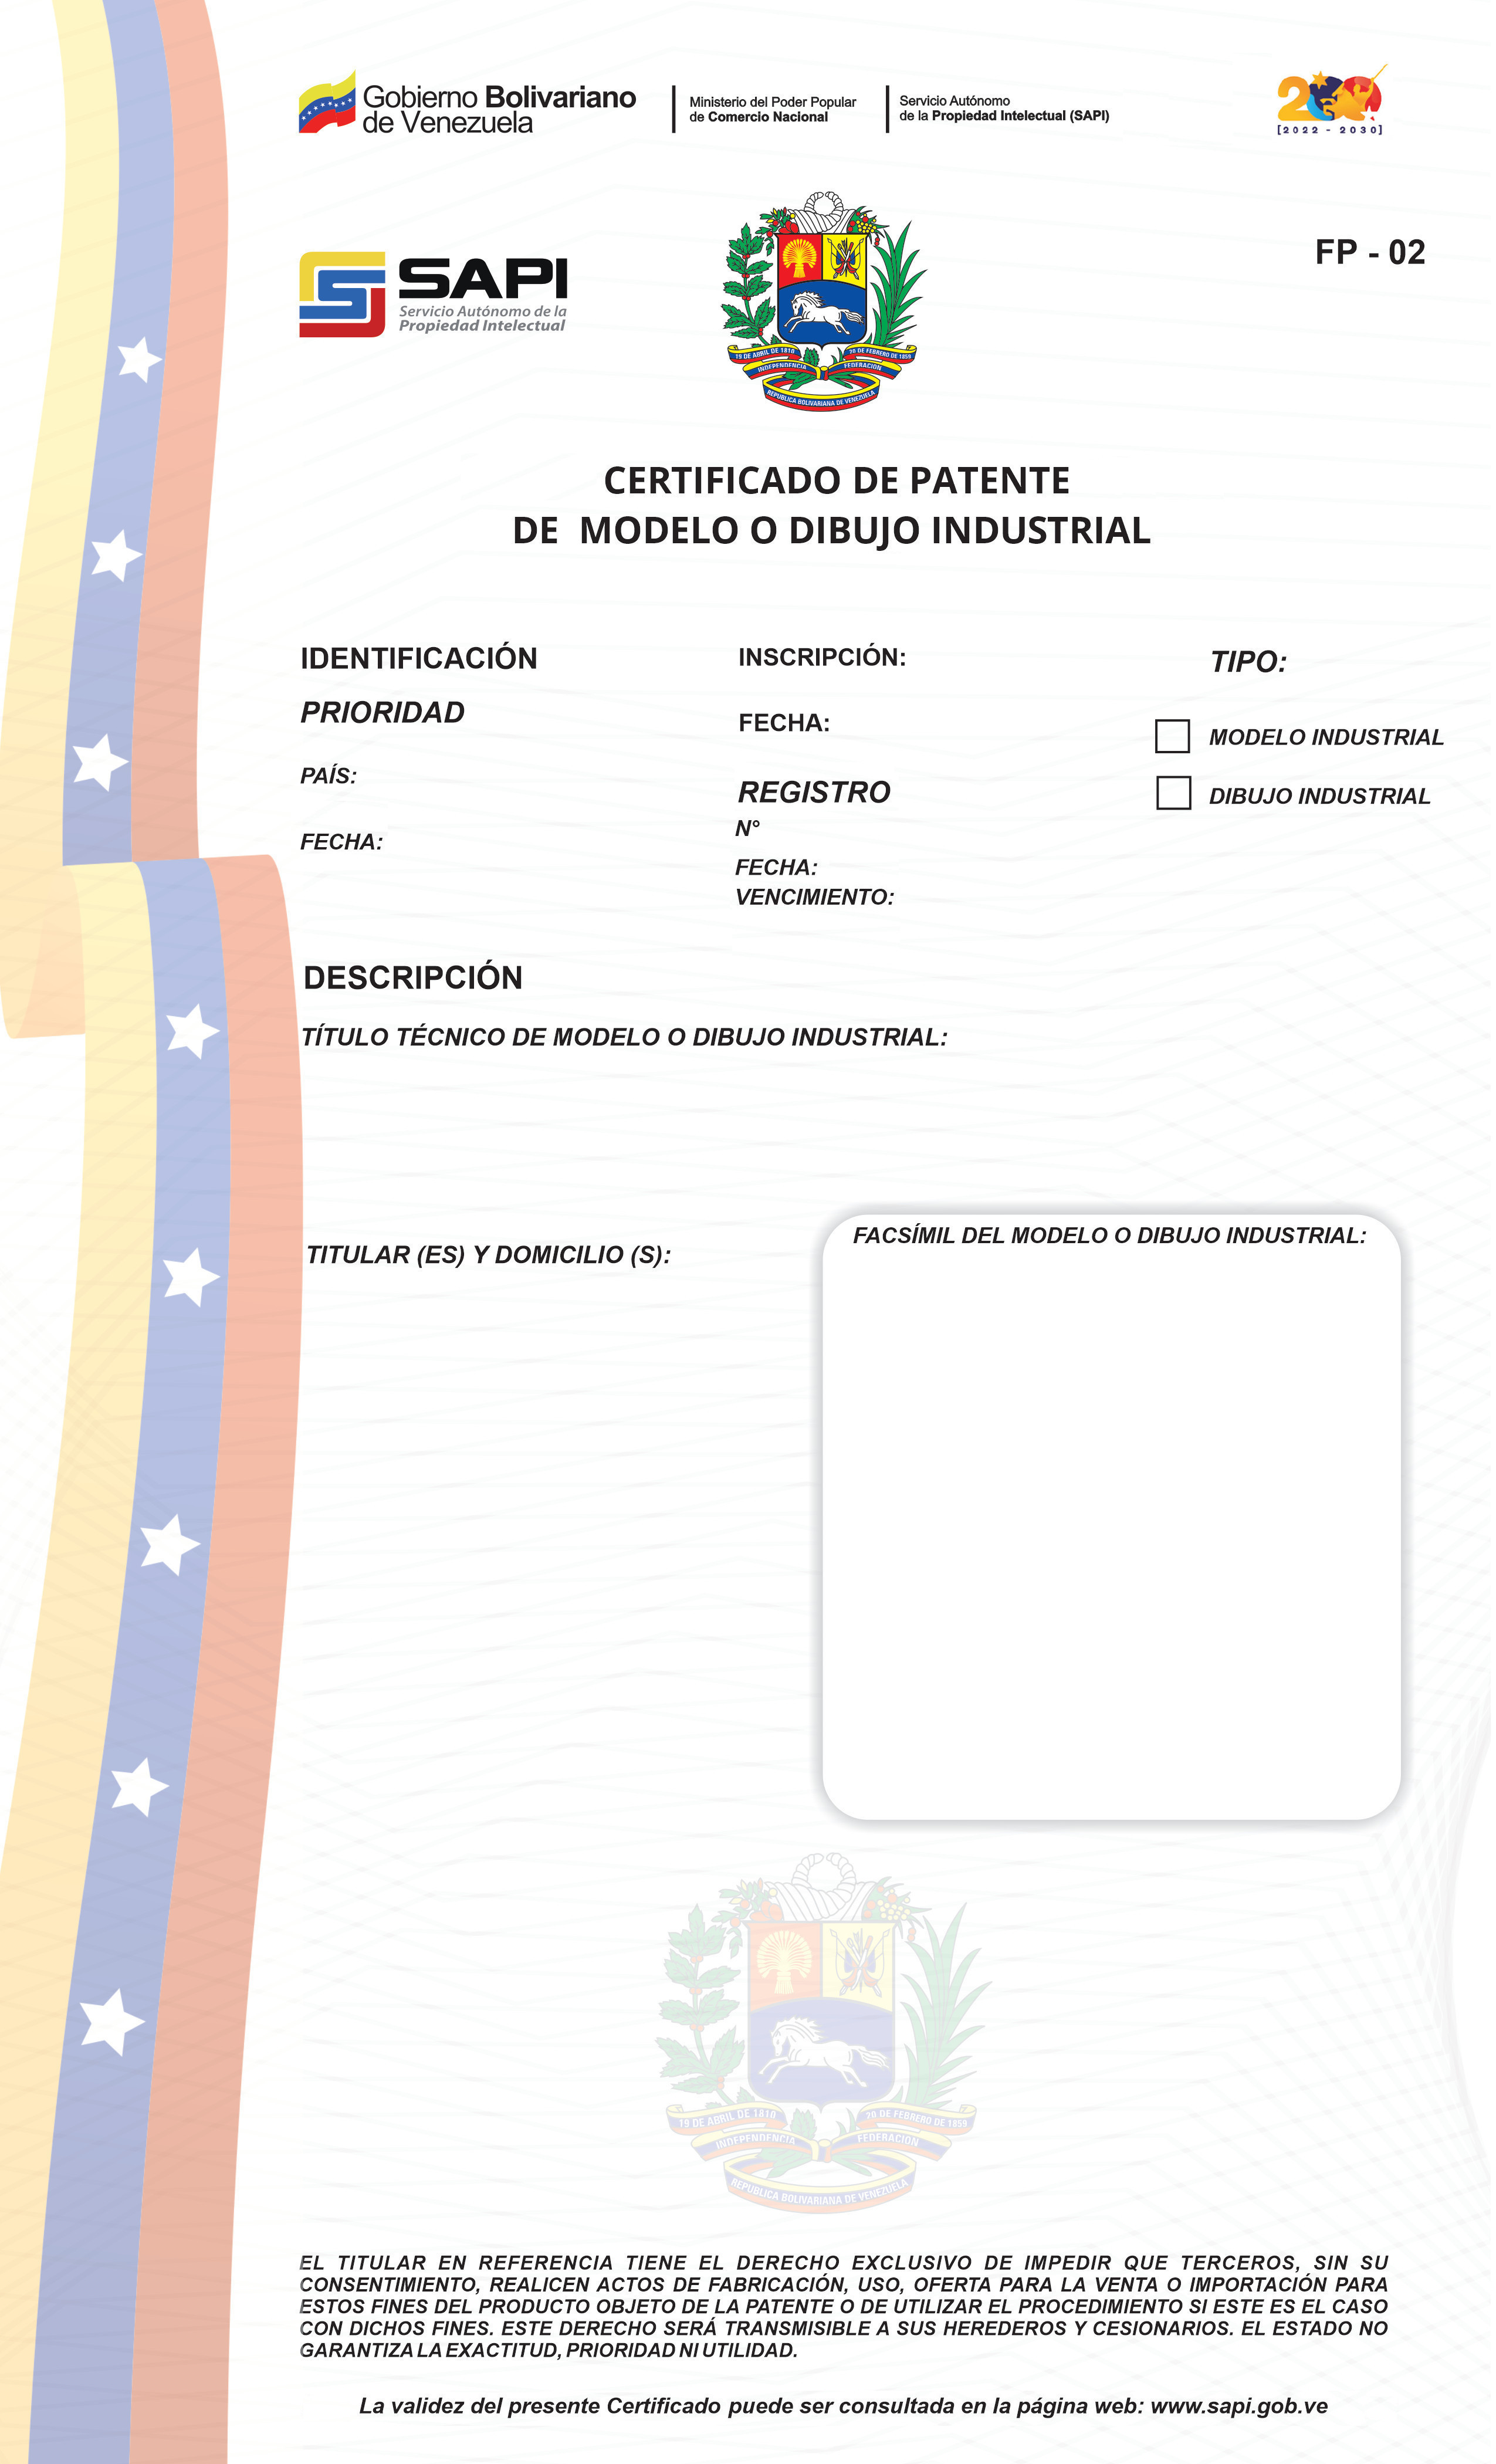 Gobierno Bolivariano
de Venezuela
Ministerio del Poder Popular
de Comercio Nacional
Servicio Autónomo
de la Propiedad Intelectual (SAPI)
200
[2022 - 2030]
SAPI
Servicio Autónomo de la
Propiedad Intelectual
19 DE ABRIL DE 1810
20 DE FEBRERO DE 1859
INDEPENDENCIA
FEDERACIÓN
REPÚBLICA BOLIVARIANA DE VENEZUELA
FP - 02
CERTIFICADO DE PATENTE
DE MODELO O DIBUJO INDUSTRIAL
IDENTIFICACIÓN
PRIORIDAD
PAÍS:
FECHA:
INSCRIPCIÓN:
FECHA:
REGISTRO
N°
FECHA:
VENCIMIENTO:
TIPO:
MODELO INDUSTRIAL
DIBUJO INDUSTRIAL
DESCRIPCIÓN
TÍTULO TÉCNICO DE MODELO O DIBUJO INDUSTRIAL:
TITULAR (ES) Y DOMICILIO (S):
FACSÍMIL DEL MODELO O DIBUJO INDUSTRIAL:
19 DE ABRIL DE 1810
20 DE FEBRERO DE 1859
INDEPENDENCIA
FEDERACIÓN
REPÚBLICA BOLIVARIANA DE VENEZUELA
EL TITULAR EN REFERENCIA TIENE EL DERECHO EXCLUSIVO DE IMPEDIR QUE TERCEROS, SIN SU
CONSENTIMIENTO, REALICEN ACTOS DE FABRICACIÓN, USO, OFERTA PARA LA VENTA O IMPORTACIÓN PARA
ESTOS FINES DEL PRODUCTO OBJETO DE LA PATENTE O DE UTILIZAR EL PROCEDIMIENTO SI ESTE ES EL CASO
CON DICHOS FINES. ESTE DERECHO SERÁ TRANSMISIBLE A SUS HEREDEROS Y CESIONARIOS. EL ESTADO NO
GARANTIZA LA EXACTITUD, PRIORIDAD NI UTILIDAD.
La validez del presente Certificado puede ser consultada en la página web: www.sapi.gob.ve